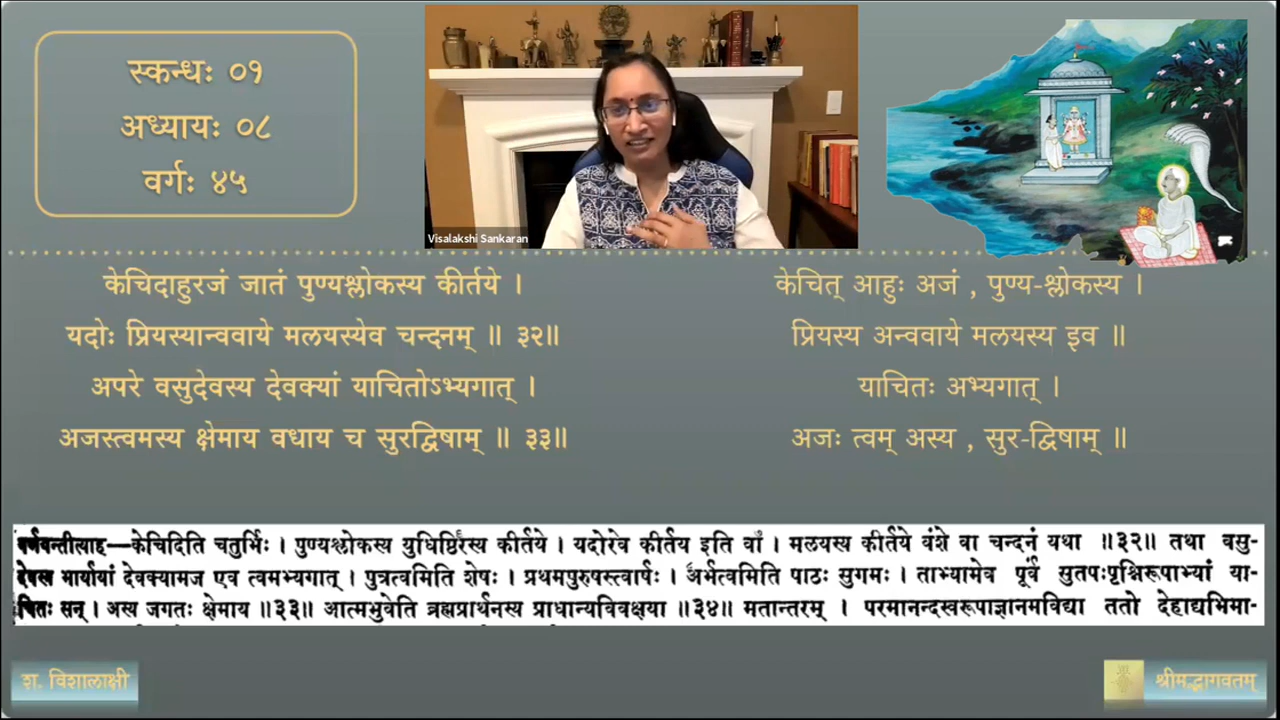 स्कन्धः ०१
अध्यायः ०८
वर्गः ४५
Visalakshi Sankaran
केचिदाहुरजं जातं पुण्यश्लोकस्य कीर्तये ।
यदोः प्रियस्यान्ववाये मलयस्येव चन्दनम् ॥ ३२॥
अपरे वसुदेवस्य देवक्यां याचितोऽभ्यगात् ।
अजस्त्वमस्य क्षेमाय वधाय च सुरद्विषाम् ॥ ३३॥
केचित् आहुः अजं , पुण्य-श्लोकस्य ।
प्रियस्य अन्ववाये मलयस्य इव ॥
याचितः अभ्यगात् ।
अजः त्वम् अस्य , सुर-द्विषाम् ॥
केचिदिति चतुर्भिः । पुण्यश्लोकस्य युधिष्ठिरस्य कीर्तये । यदोरेव कीर्तय इति वा । मलयस्य कीर्तये वंशे वा चन्दनं यथा ॥३२॥ तथा वसु-
देवस्य भार्यायां देवक्यामज एव त्वमभ्यगात् । पुत्रत्वमिति शेषः । प्रथमपुरुषस्त्वार्षः । अर्भत्वमिति पाठः सुगमः । ताभ्यामेव पूर्वं सुतपःपृश्निरूपाभ्यां या-
चितः सन् । अस्य जगतः क्षेमाय ॥३३॥ आत्मभुवेति ब्रह्मप्रार्थनस्य प्राधान्यविवक्षया ॥३४॥ मतान्तरम् । परमानन्दस्वरूपाज्ञानमविद्या ततो देहाद्यभिमा-
श. विशालाक्षी
श्रीमद्भागवतम्